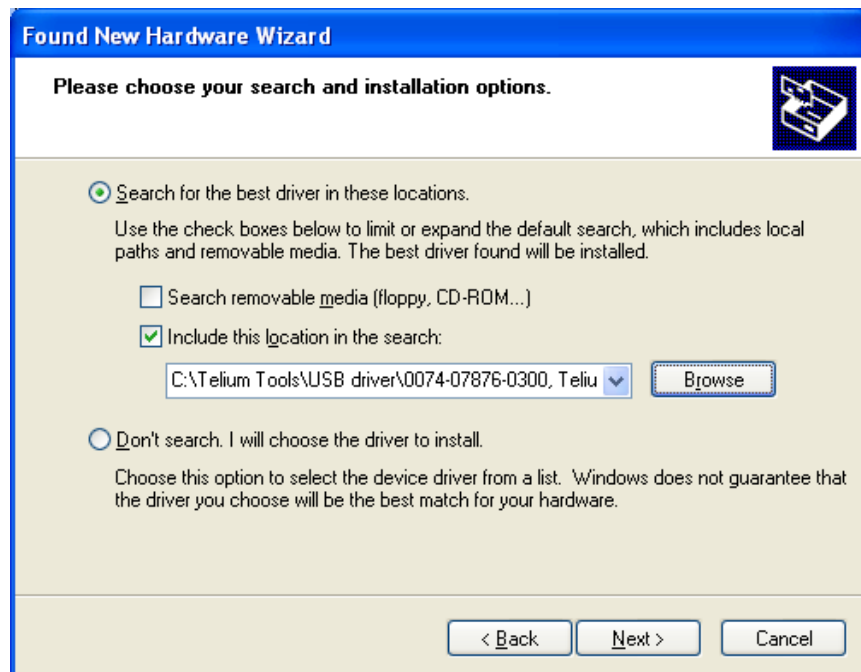 Found New Hardware Wizard
Please choose your search and installation options.
Search for the best driver in these locations.
Use the check boxes below to limit or expand the default search, which includes local
paths and removable media. The best driver found will be installed.
Search removable media (floppy, CD-ROM...)
Include this location in the search:
C:\Telium Tools\USB driver\0074-07876-0300, Teliu
Browse
Don't search. I will choose the driver to install.
Choose this option to select the device driver from a list.  Windows does not guarantee that
the driver you choose will be the best match for your hardware.
< Back
Next >
Cancel